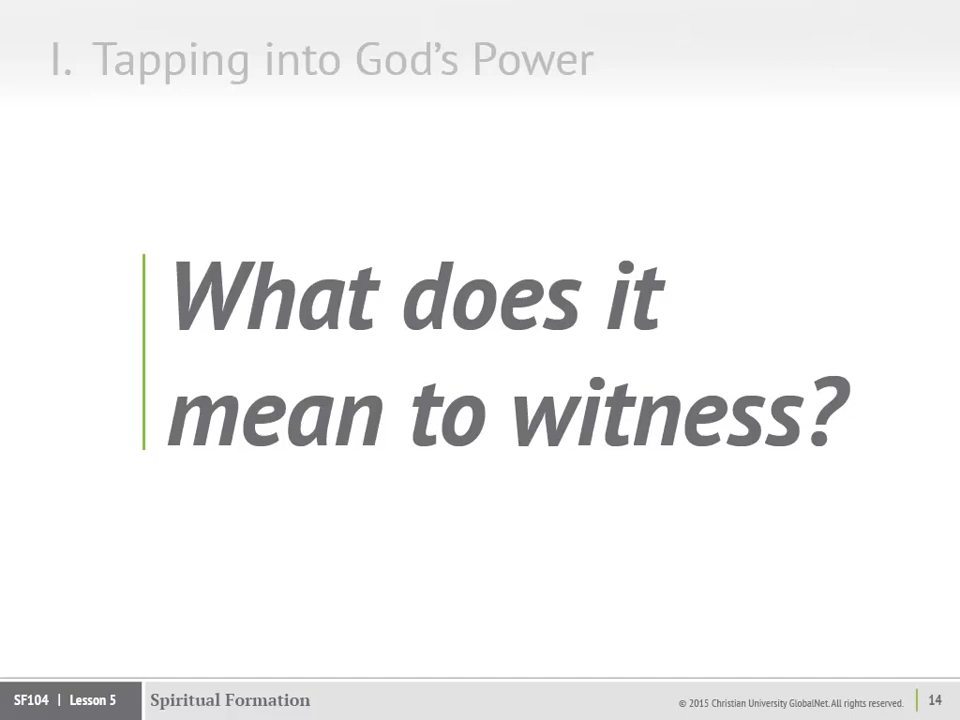 I. Tapping into God’s Power
What does it
mean to witness?
SF104 | Lesson 5 Spiritual Formation © 2015 Christian University GlobalNet. All rights reserved. 14